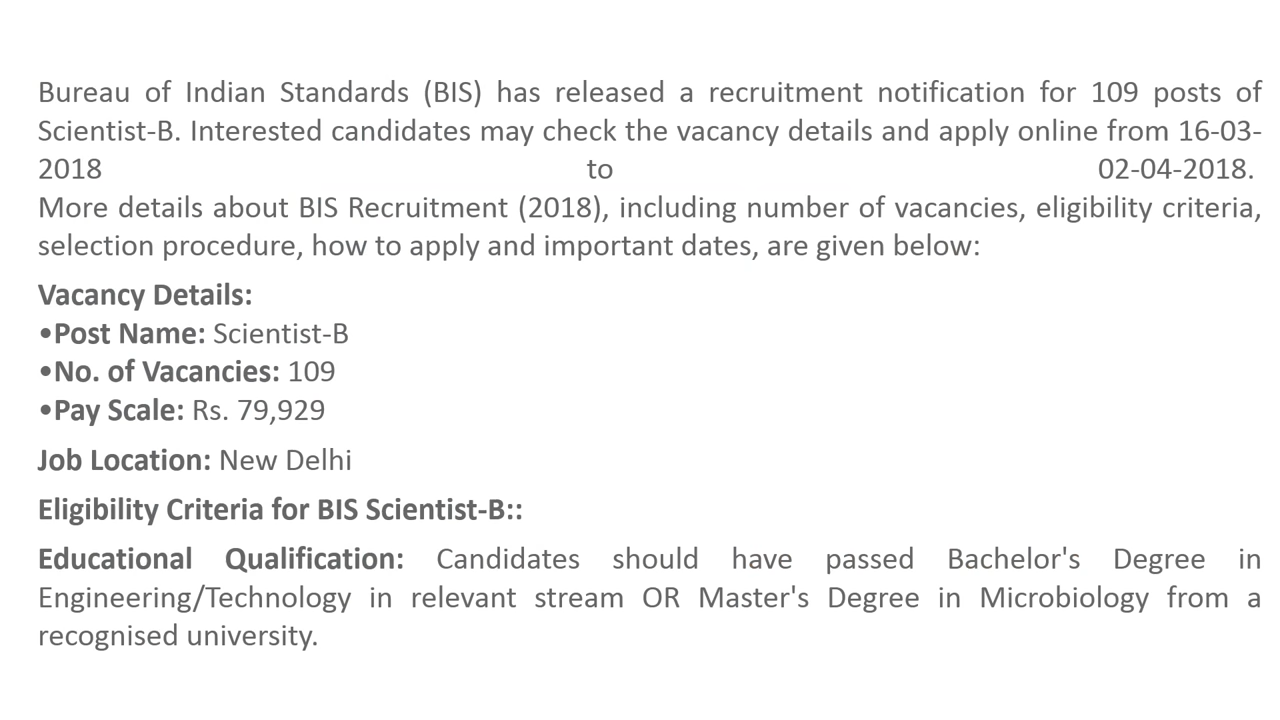 Bureau of Indian Standards (BIS) has released a recruitment notification for 109 posts of
Scientist-B. Interested candidates may check the vacancy details and apply online from 16-03-
2018 to 02-04-2018.
More details about BIS Recruitment (2018), including number of vacancies, eligibility criteria,
selection procedure, how to apply and important dates, are given below:
Vacancy Details:
•Post Name: Scientist-B
•No. of Vacancies: 109
•Pay Scale: Rs. 79,929
Job Location: New Delhi
Eligibility Criteria for BIS Scientist-B::
Educational Qualification: Candidates should have passed Bachelor's Degree in
Engineering/Technology in relevant stream OR Master's Degree in Microbiology from a
recognised university.